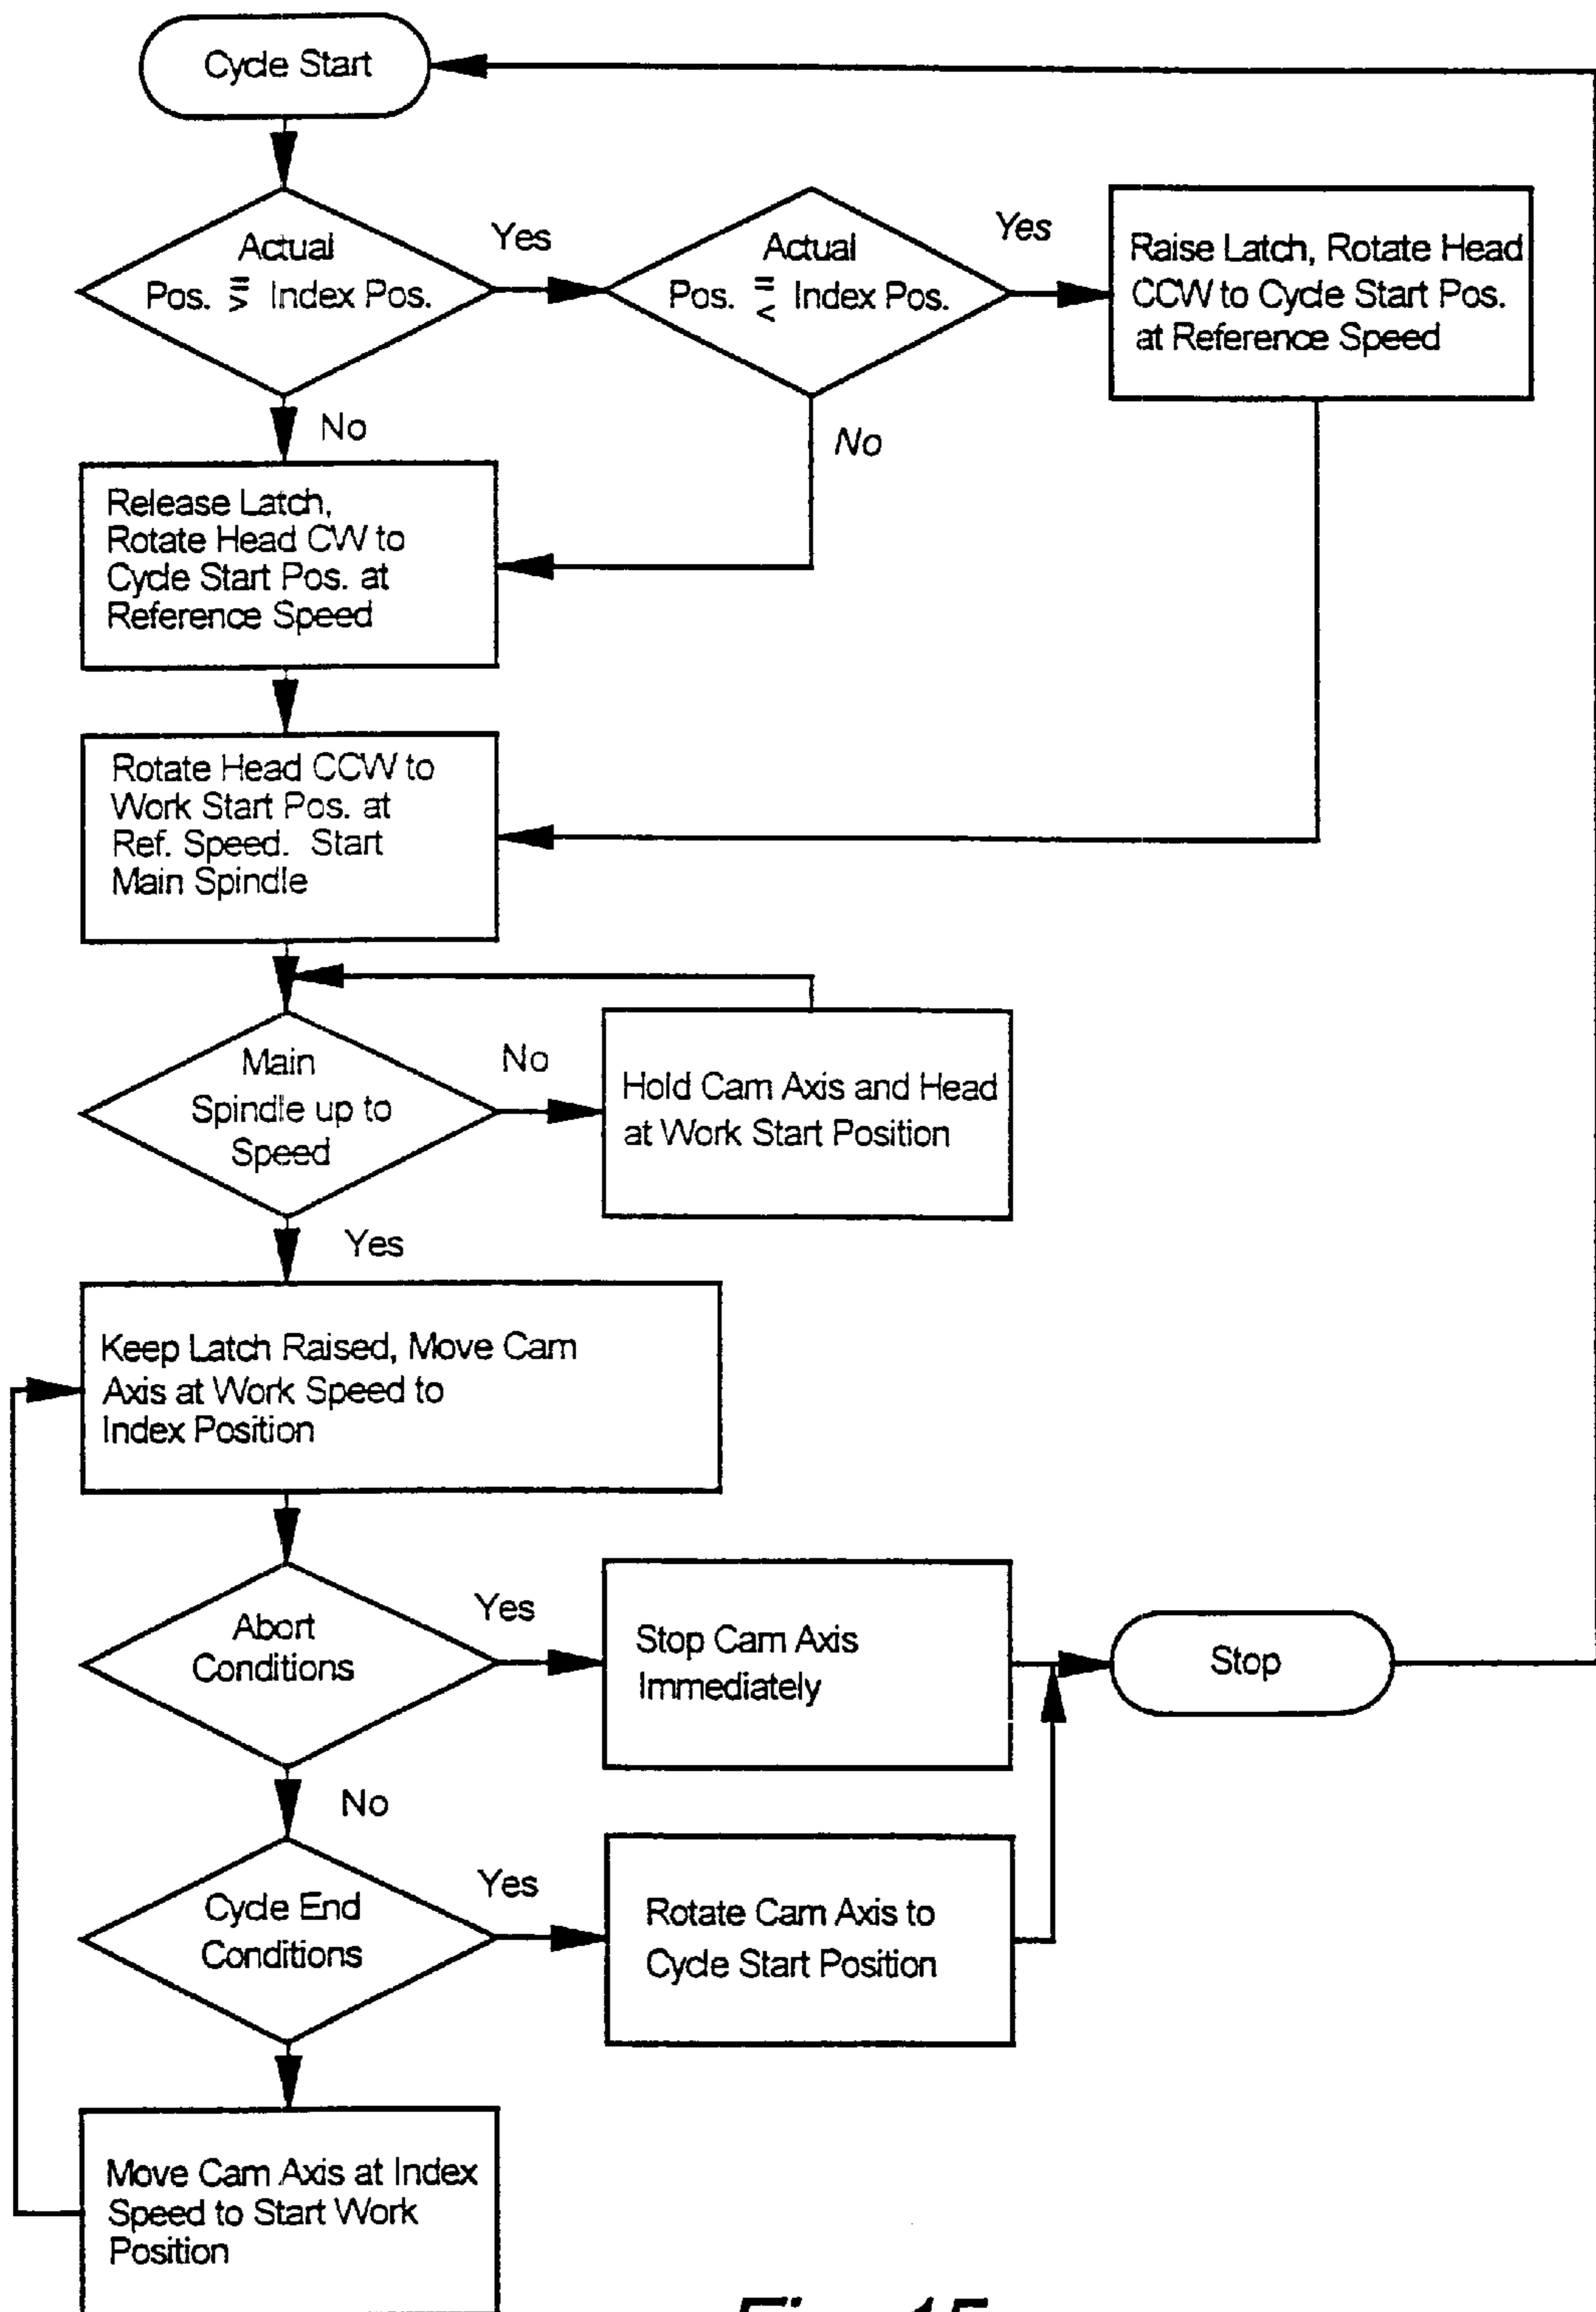 Cycle Start
Actual
Pos. ≧ Index Pos.
Yes
Actual
Pos. ≦ Index Pos.
Yes
Raise Latch, Rotate Head
CCW to Cycle Start Pos.
at Reference Speed
No
No
Release Latch,
Rotate Head CW to
Cycle Start Pos. at
Reference Speed
Rotate Head CCW to
Work Start Pos. at
Ref. Speed. Start
Main Spindle
Main
Spindle up to
Speed
No
Hold Cam Axis and Head
at Work Start Position
Yes
Keep Latch Raised, Move Cam
Axis at Work Speed to
Index Position
Abort
Conditions
Yes
Stop Cam Axis
Immediately
Stop
No
Cycle End
Conditions
Yes
Rotate Cam Axis to
Cycle Start Position
Move Cam Axis at Index
Speed to Start Work
Position